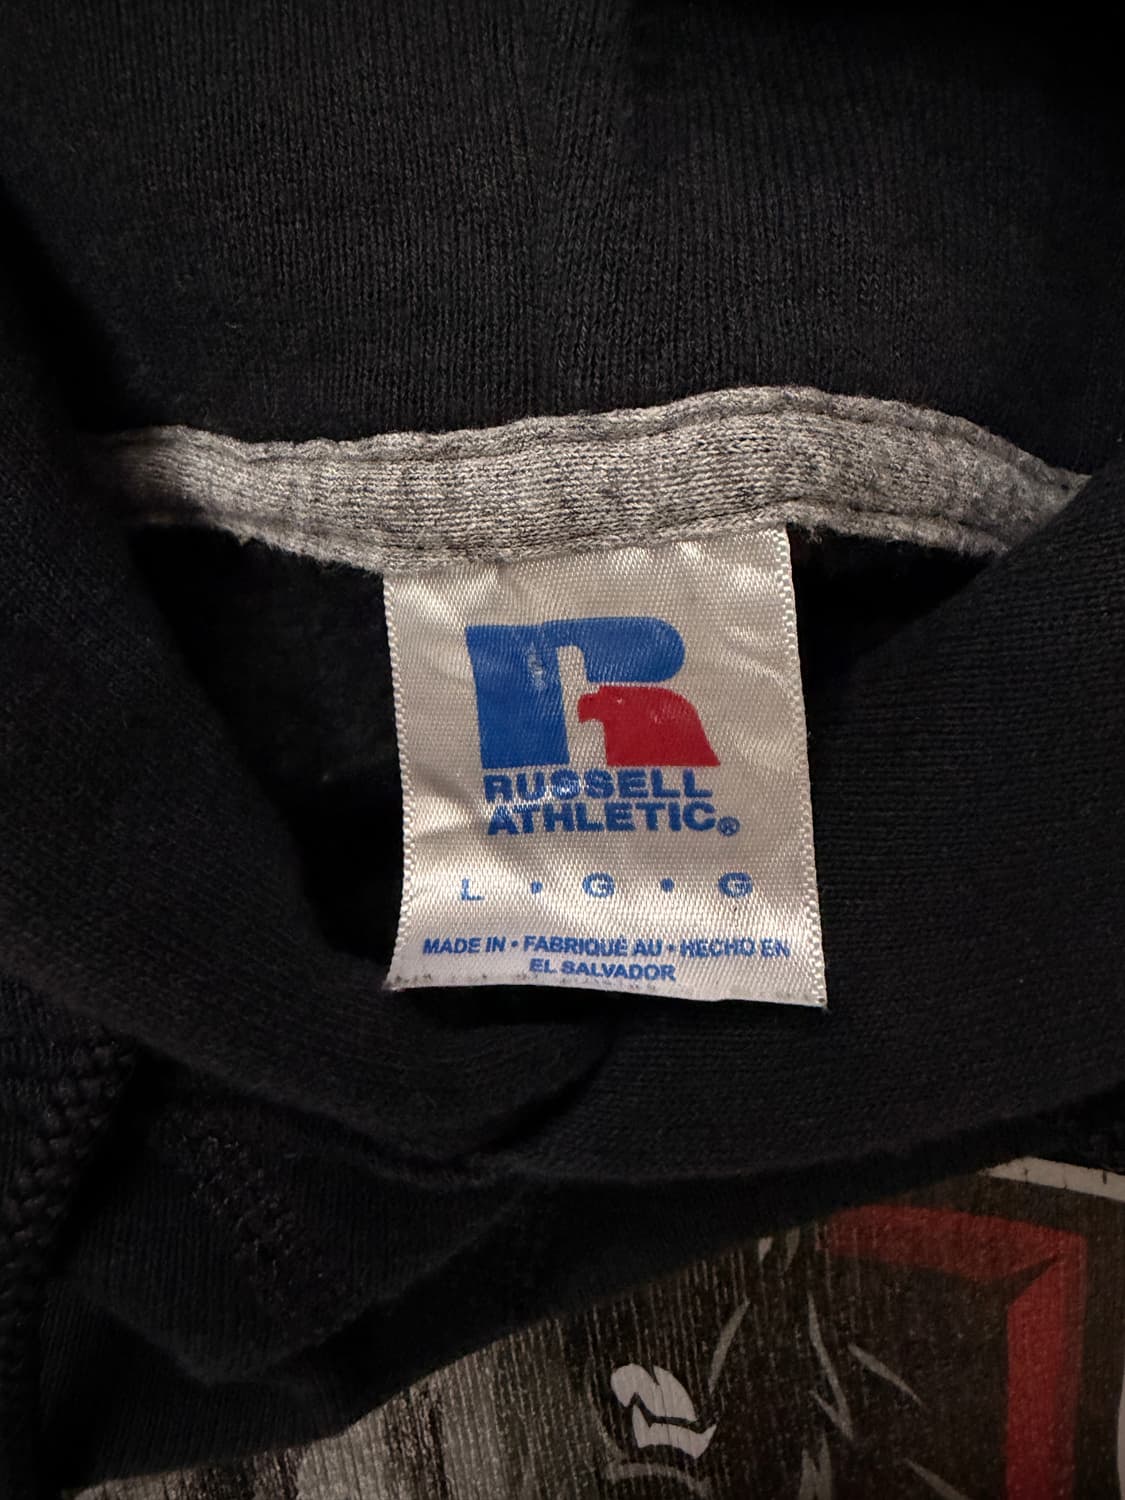 RUSSELL
ATHLETIC®
L • G • G
MADE IN • FABRIQUÉ AU • HECHO EN
EL SALVADOR